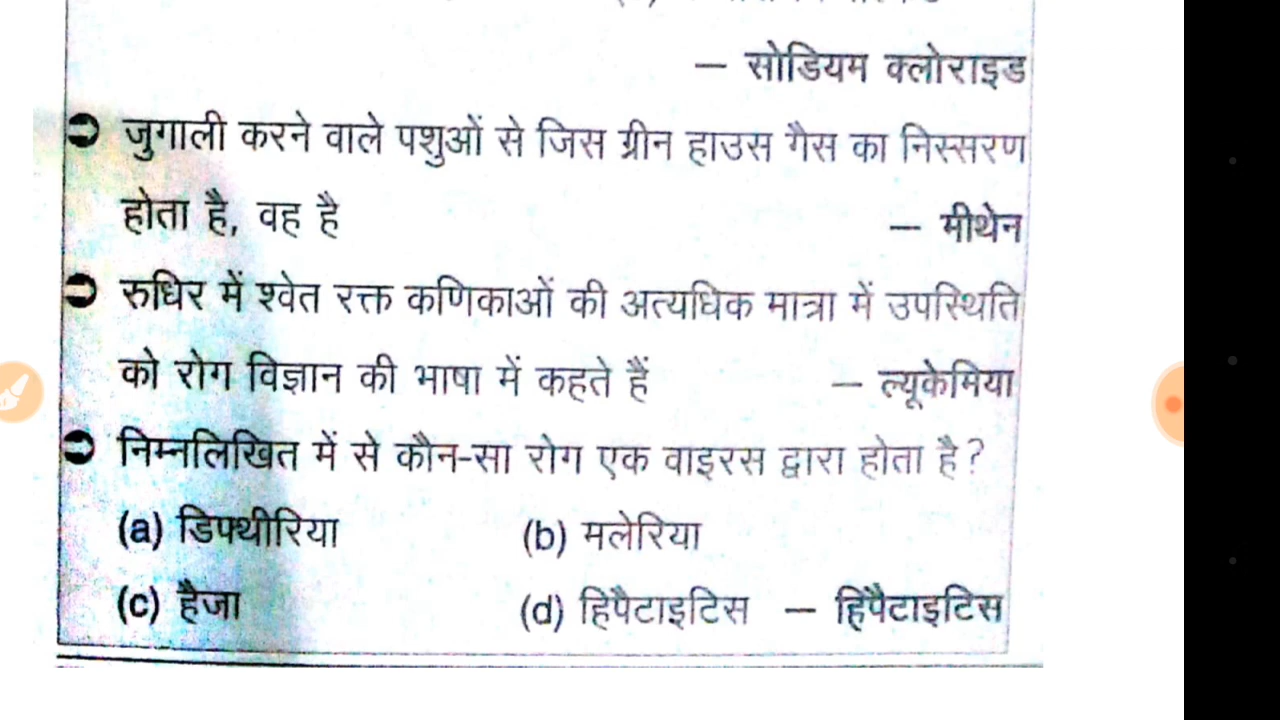 — सोडियम क्लोराइड
⊃ जुगाली करने वाले पशुओं से जिस ग्रीन हाउस गैस का निस्सरण
होता है, वह है — मीथेन
⊃ रुधिर में श्वेत रक्त कणिकाओं की अत्यधिक मात्रा में उपस्थिति
को रोग विज्ञान की भाषा में कहते हैं — ल्यूकेमिया
⊃ निम्नलिखित में से कौन-सा रोग एक वाइरस द्वारा होता है?
(a) डिफ्थीरिया (b) मलेरिया
(c) हैजा (d) हिपैटाइटिस — हिपैटाइटिस